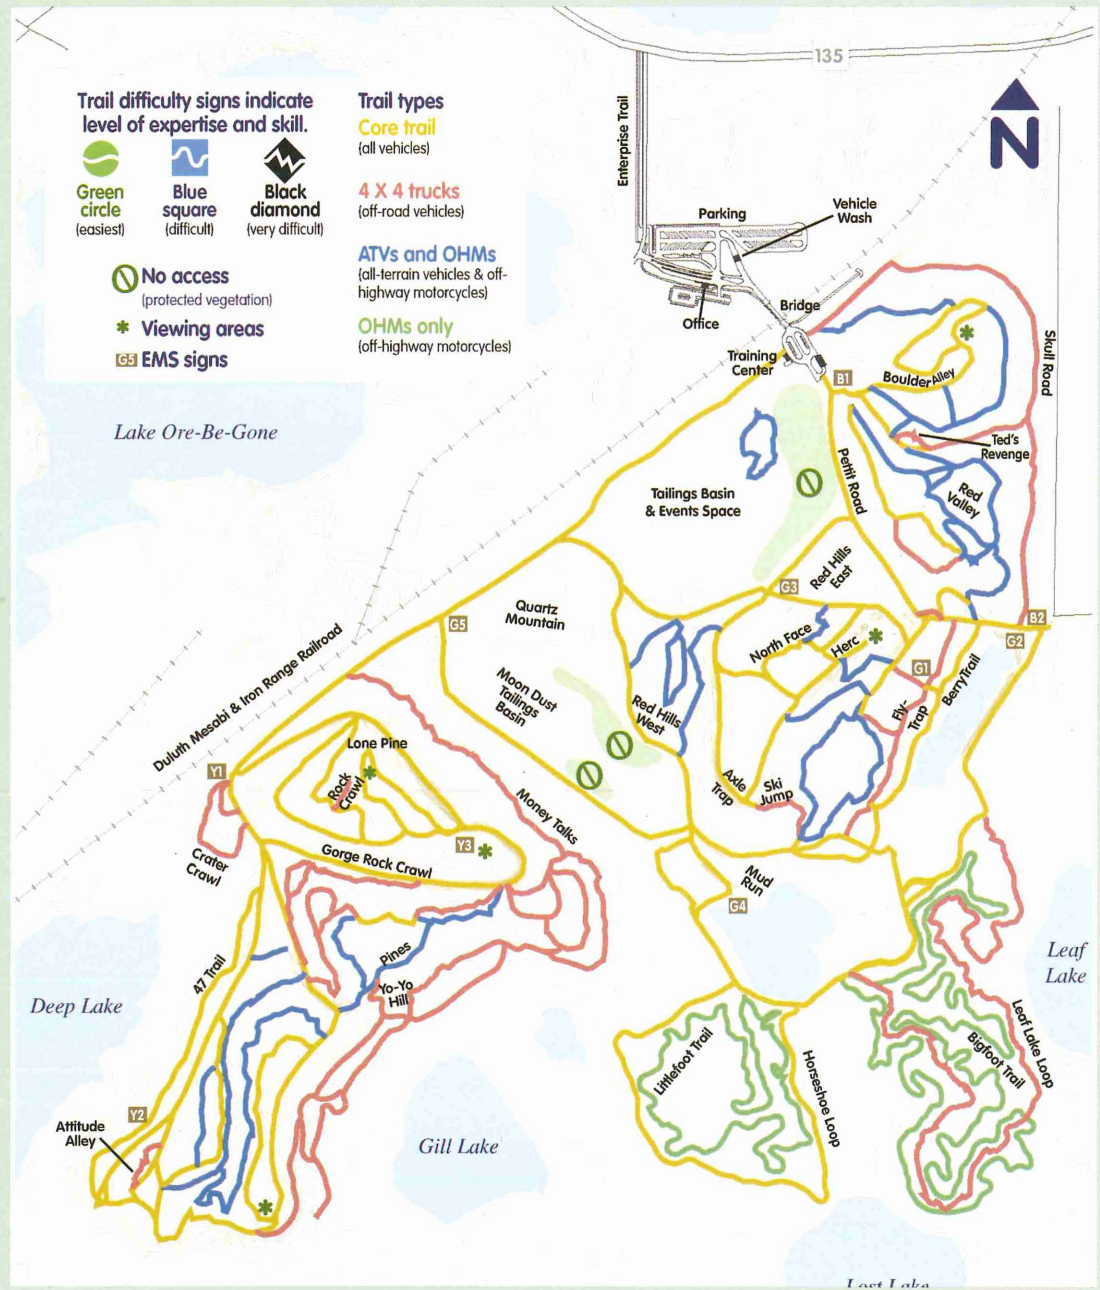 135
Trail difficulty signs indicate
level of expertise and skill.
Green
circle
(easiest)
Blue
square
(difficult)
Black
diamond
(very difficult)
No access
(protected vegetation)
Viewing areas
G5 EMS signs
Trail types
Core trail
(all vehicles)
4 X 4 trucks
(off-road vehicles)
ATVs and OHMs
(all-terrain vehicles & off-
highway motorcycles)
OHMs only
(off-highway motorcycles)
N
Enterprise Trail
Parking
Vehicle
Wash
Office
Bridge
Training
Center
B1
Boulder Alley
Skull Road
Ted's
Revenge
Pettit Road
Red
Valley
Lake Ore-Be-Gone
Tailings Basin
& Events Space
Red Hills
East
G3
B2
G2
G1
G5
Quartz
Mountain
North Face
Herc
Berry Trail
Fly-
Trap
Moon Dust
Tailings
Basin
Red Hills
West
Duluth Mesabi & Iron Range Railroad
Axle
Trap
Ski
Jump
Y1
Lone Pine
Rock
Crawl
Money Talks
Y3
Gorge Rock Crawl
Crater
Crawl
Mud
Run
G4
47 Trail
Pines
Yo-Yo
Hill
Deep Lake
Leaf
Lake
Leaf Lake Loop
Bigfoot Trail
Littlefoot Trail
Horseshoe Loop
Y2
Attitude
Alley
Gill Lake
Lost Lake